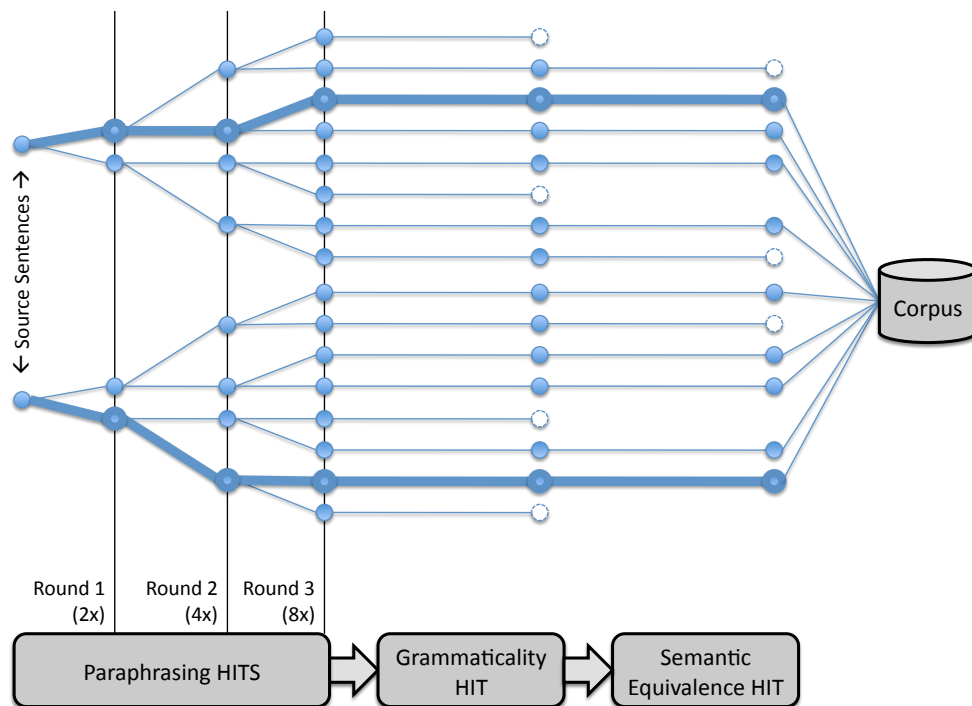 ← Source Sentences →
Corpus
Round 1
(2x)
Round 2
(4x)
Round 3
(8x)
Paraphrasing HITS
Grammaticality
HIT
Semantic
Equivalence HIT